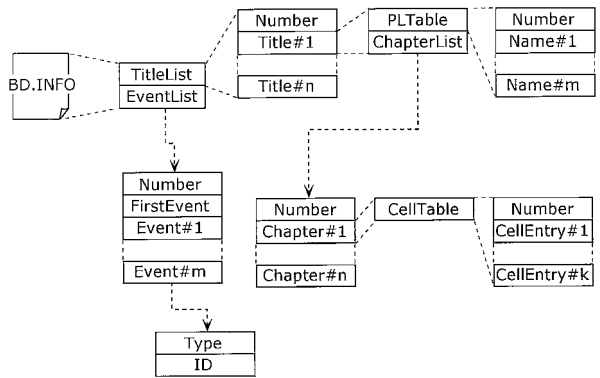 BD.INFO
TitleList
EventList
Number
Title#1
Title#n
PLTable
ChapterList
Number
Name#1
Name#m
Number
FirstEvent
Event#1
Event#m
Type
ID
Number
Chapter#1
Chapter#n
CellTable
Number
CellEntry#1
CellEntry#k